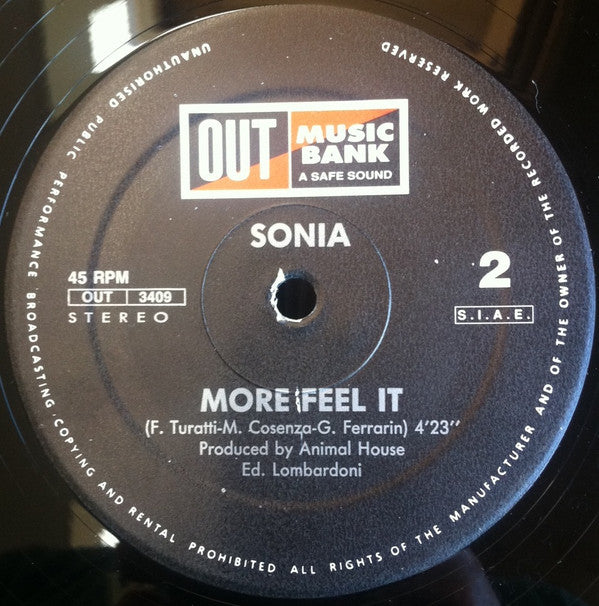 OUT
MUSIC
BANK
A SAFE SOUND
SONIA
45 RPM
OUT 3409
STEREO
2
S.I.A.E.
MORE FEEL IT
(F. Turatti-M. Cosenza-G. Ferrarin) 4'23''
Produced by Animal House
Ed. Lombardoni
UNAUTHORISED PUBLIC PERFORMANCE BROADCASTING/COPYING AND RENTAL PROHIBITED ALL RIGHTS OF THE MANUFACTURER AND OF THE OWNER OF THE RECORDED WORK RESERVED